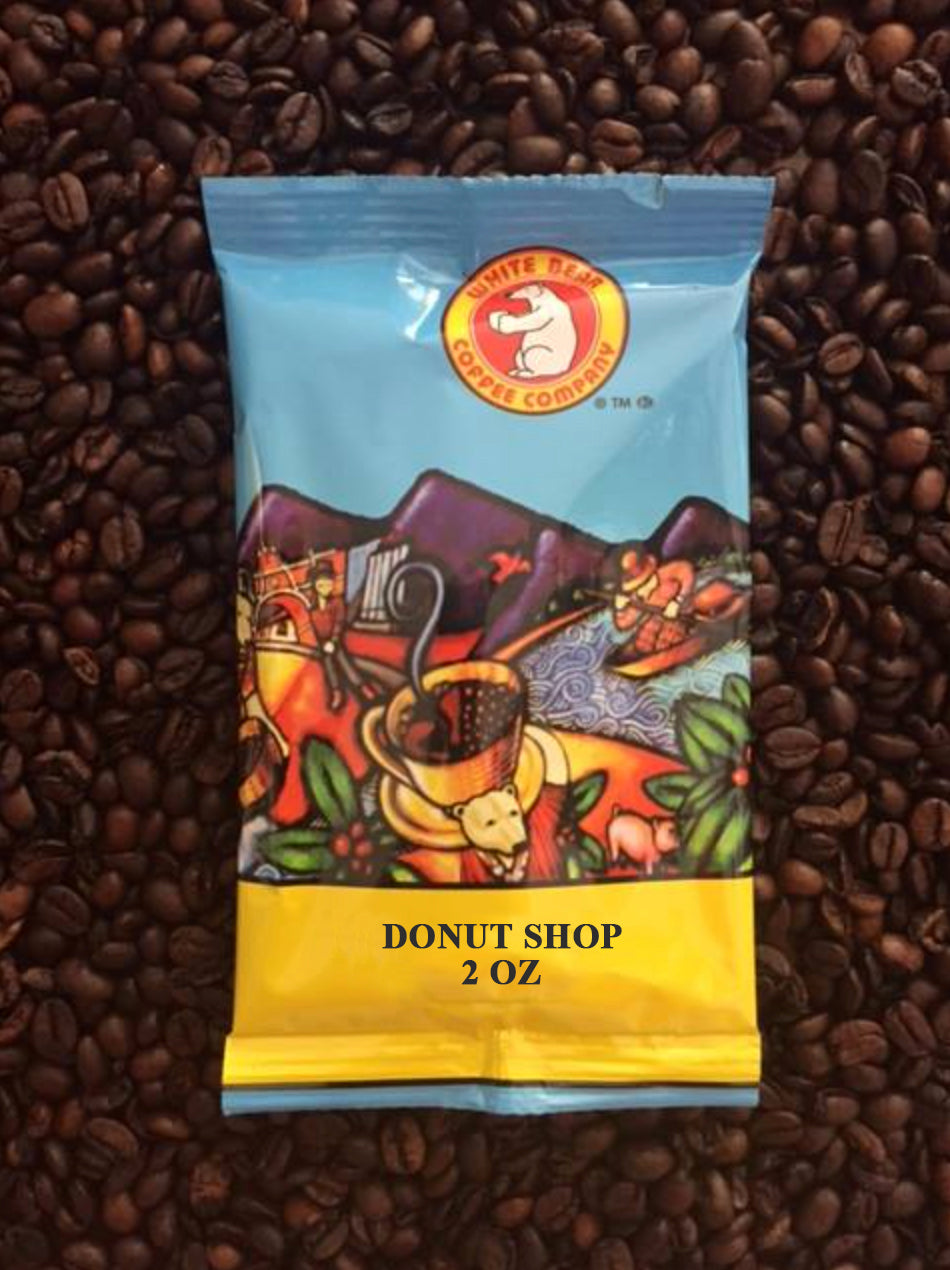 WHITE BEAR
COFFEE COMPANY
® TM
DONUT SHOP
2 OZ